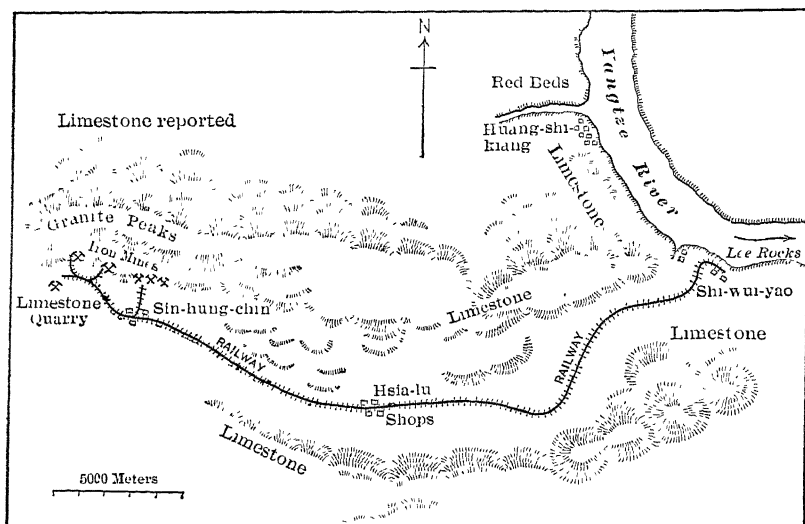 N
Yangtze River
Red Beds
Huang-shi-
kiang
Limestone reported
Limestone
Granite Peaks
Iron Mines
Lee Rocks
Limestone
Quarry
Sin-hung-chin
Limestone
Shi-wui-yao
Limestone
RAILWAY
RAILWAY
Hsia-lu
Shops
Limestone
5000 Meters